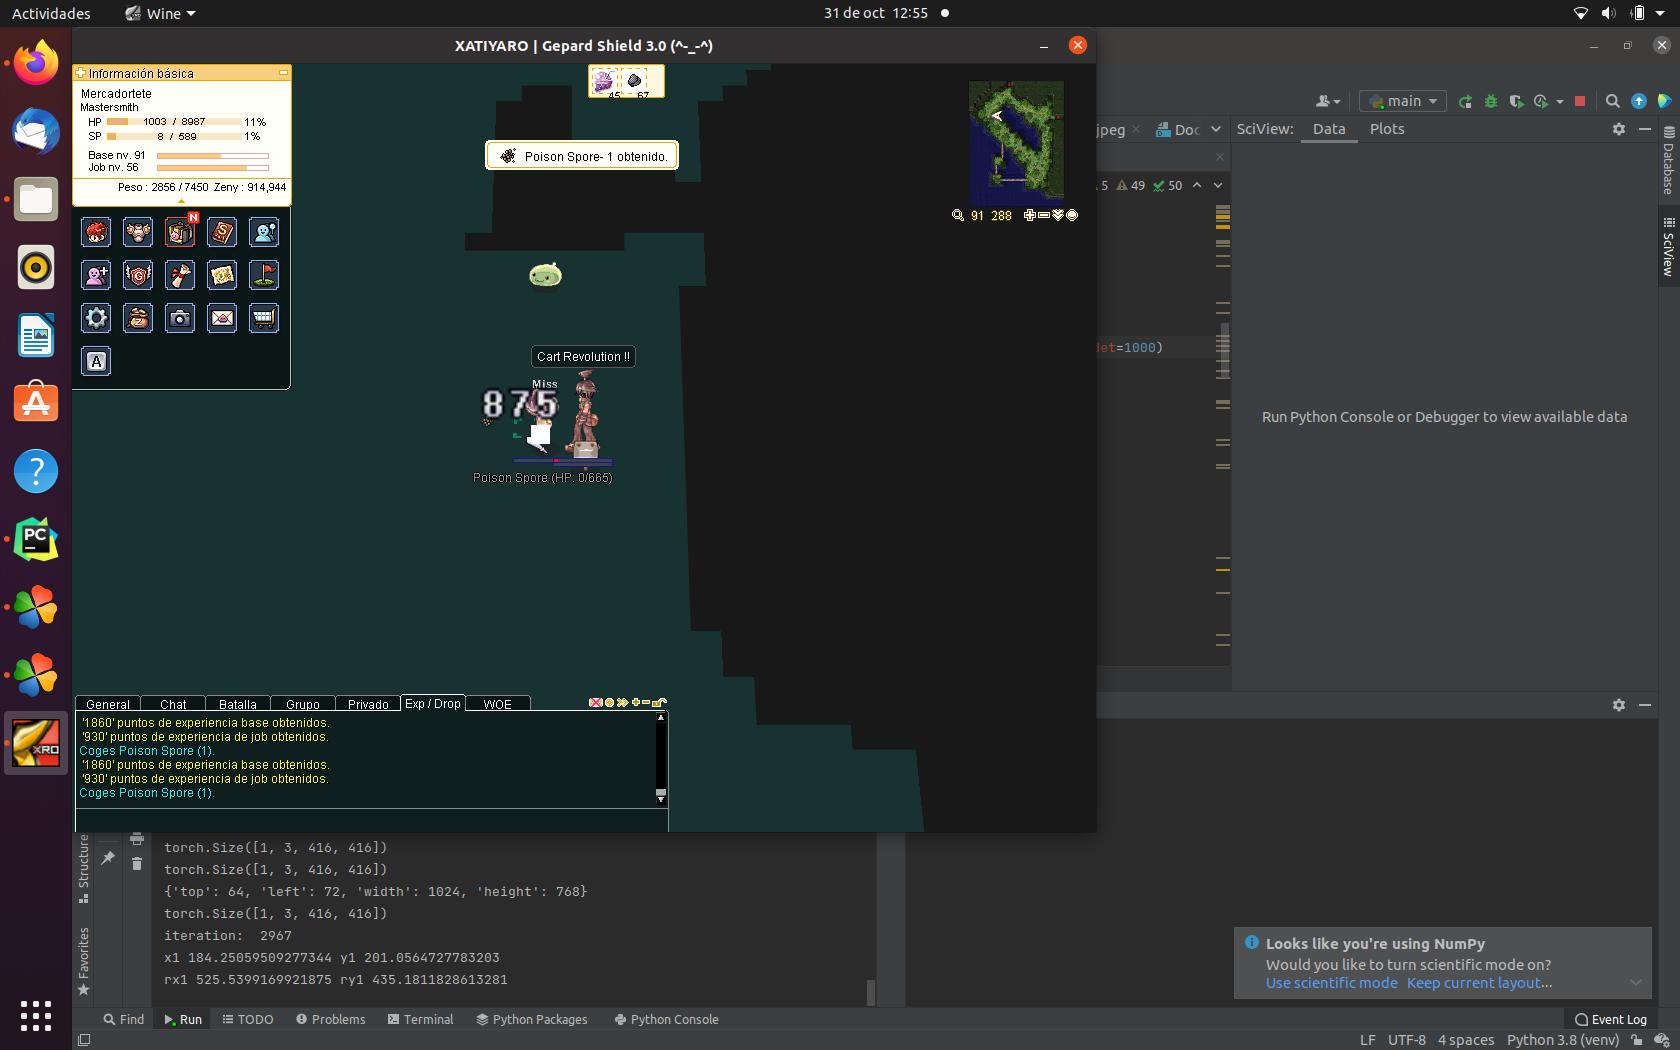 Actividades
Wine
31 de oct 12:55
XATIYARO | Gepard Shield 3.0 (^-_-^)
Información básica
Mercadortete
Mastersmith
HP 1003 / 8987 11%
SP 8 / 589 1%
Base nv. 91
Job nv. 56
Peso : 2856 / 7450 Zeny : 914,944
N
A
45 67
Poison Spore- 1 obtenido.
91 288
Cart Revolution !!
Miss
875
Poison Spore (HP: 0/665)
General Chat Batalla Grupo Privado Exp / Drop WOE
'1860' puntos de experiencia base obtenidos.
'930' puntos de experiencia de job obtenidos.
Coges Poison Spore (1).
'1860' puntos de experiencia base obtenidos.
'930' puntos de experiencia de job obtenidos.
Coges Poison Spore (1).
main
jpeg Doc
SciView: Data Plots
5 49 50
det=1000)
Run Python Console or Debugger to view available data
Database
SciView
PC
XRO
Structure
Favorites
torch.Size([1, 3, 416, 416])
torch.Size([1, 3, 416, 416])
{'top': 64, 'left': 72, 'width': 1024, 'height': 768}
torch.Size([1, 3, 416, 416])
iteration:  2967
x1 184.25059509277344 y1 201.0564727783203
rx1 525.5399169921875 ry1 435.1811828613281
Looks like you're using NumPy
Would you like to turn scientific mode on?
Use scientific mode Keep current layout...
Find Run TODO Problems Terminal Python Packages Python Console Event Log
LF UTF-8 4 spaces Python 3.8 (venv)